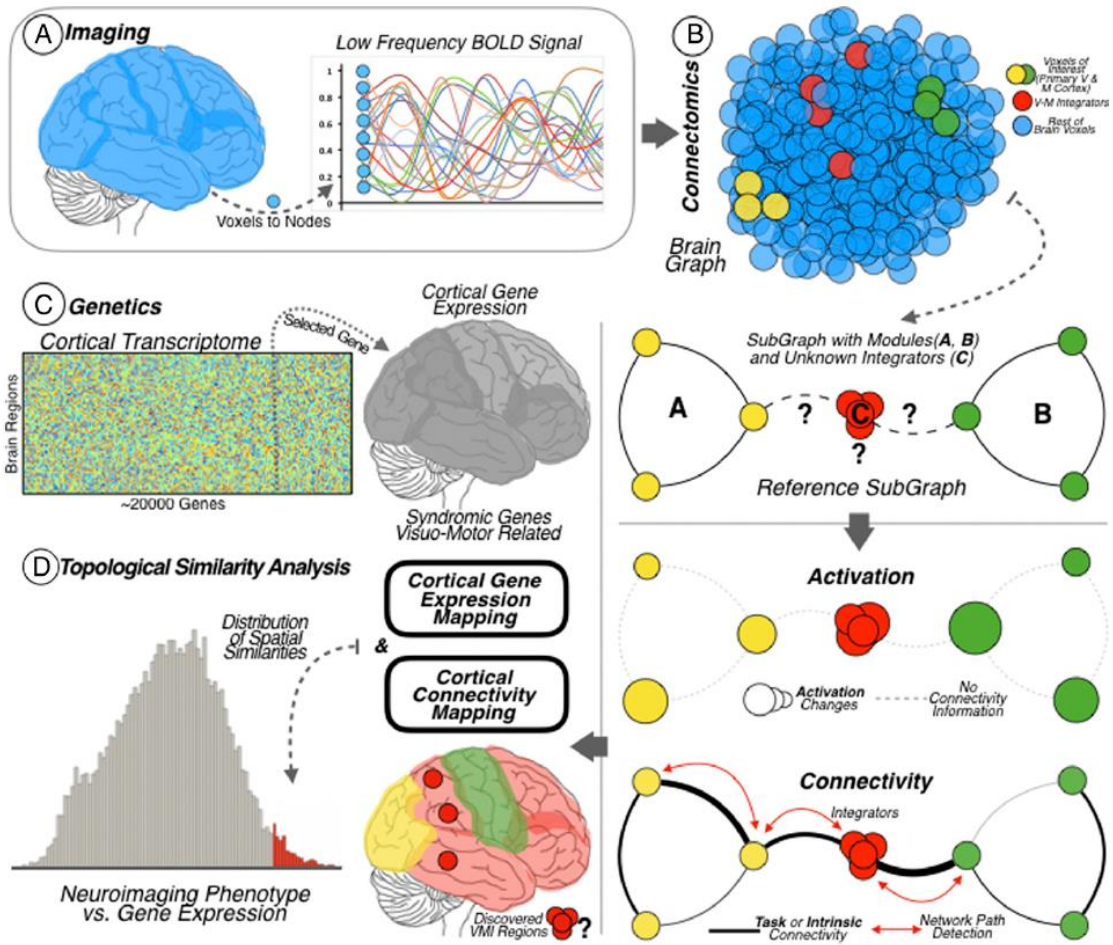 A Imaging
Low Frequency BOLD Signal
1
0.8
0.6
0.4
0.2
0
Voxels to Nodes
B
Connectomics
Voxels of
Interest
(Primary V &
M Cortex)
V-M Integrators
Rest of
Brain Voxels
Brain
Graph
C Genetics
Cortical Transcriptome
Selected Gene
Brain Regions
~20000 Genes
Cortical Gene
Expression
Syndromic Genes
Visuo-Motor Related
SubGraph with Modules(A, B)
and Unknown Integrators (C)
A
?
C
?
B
?
Reference SubGraph
D Topological Similarity Analysis
Distribution
of Spatial
Similarities
&
Cortical Gene
Expression
Mapping
Cortical
Connectivity
Mapping
Neuroimaging Phenotype
vs. Gene Expression
Discovered
VMI Regions
?
Activation
Activation
Changes
No
Connectivity
Information
Connectivity
Integrators
Task or Intrinsic
Connectivity
Network Path
Detection